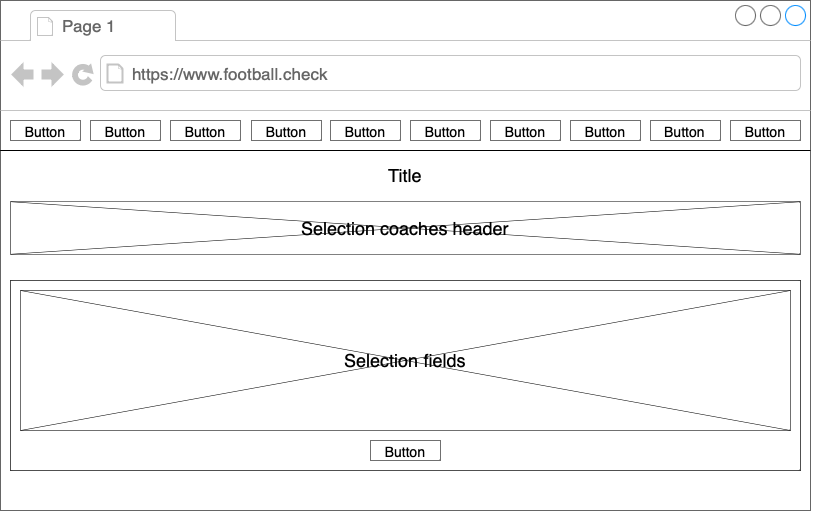 Page 1
https://www.football.check
Button Button Button Button Button Button Button Button Button Button
Title
Selection coaches header
Selection fields
Button